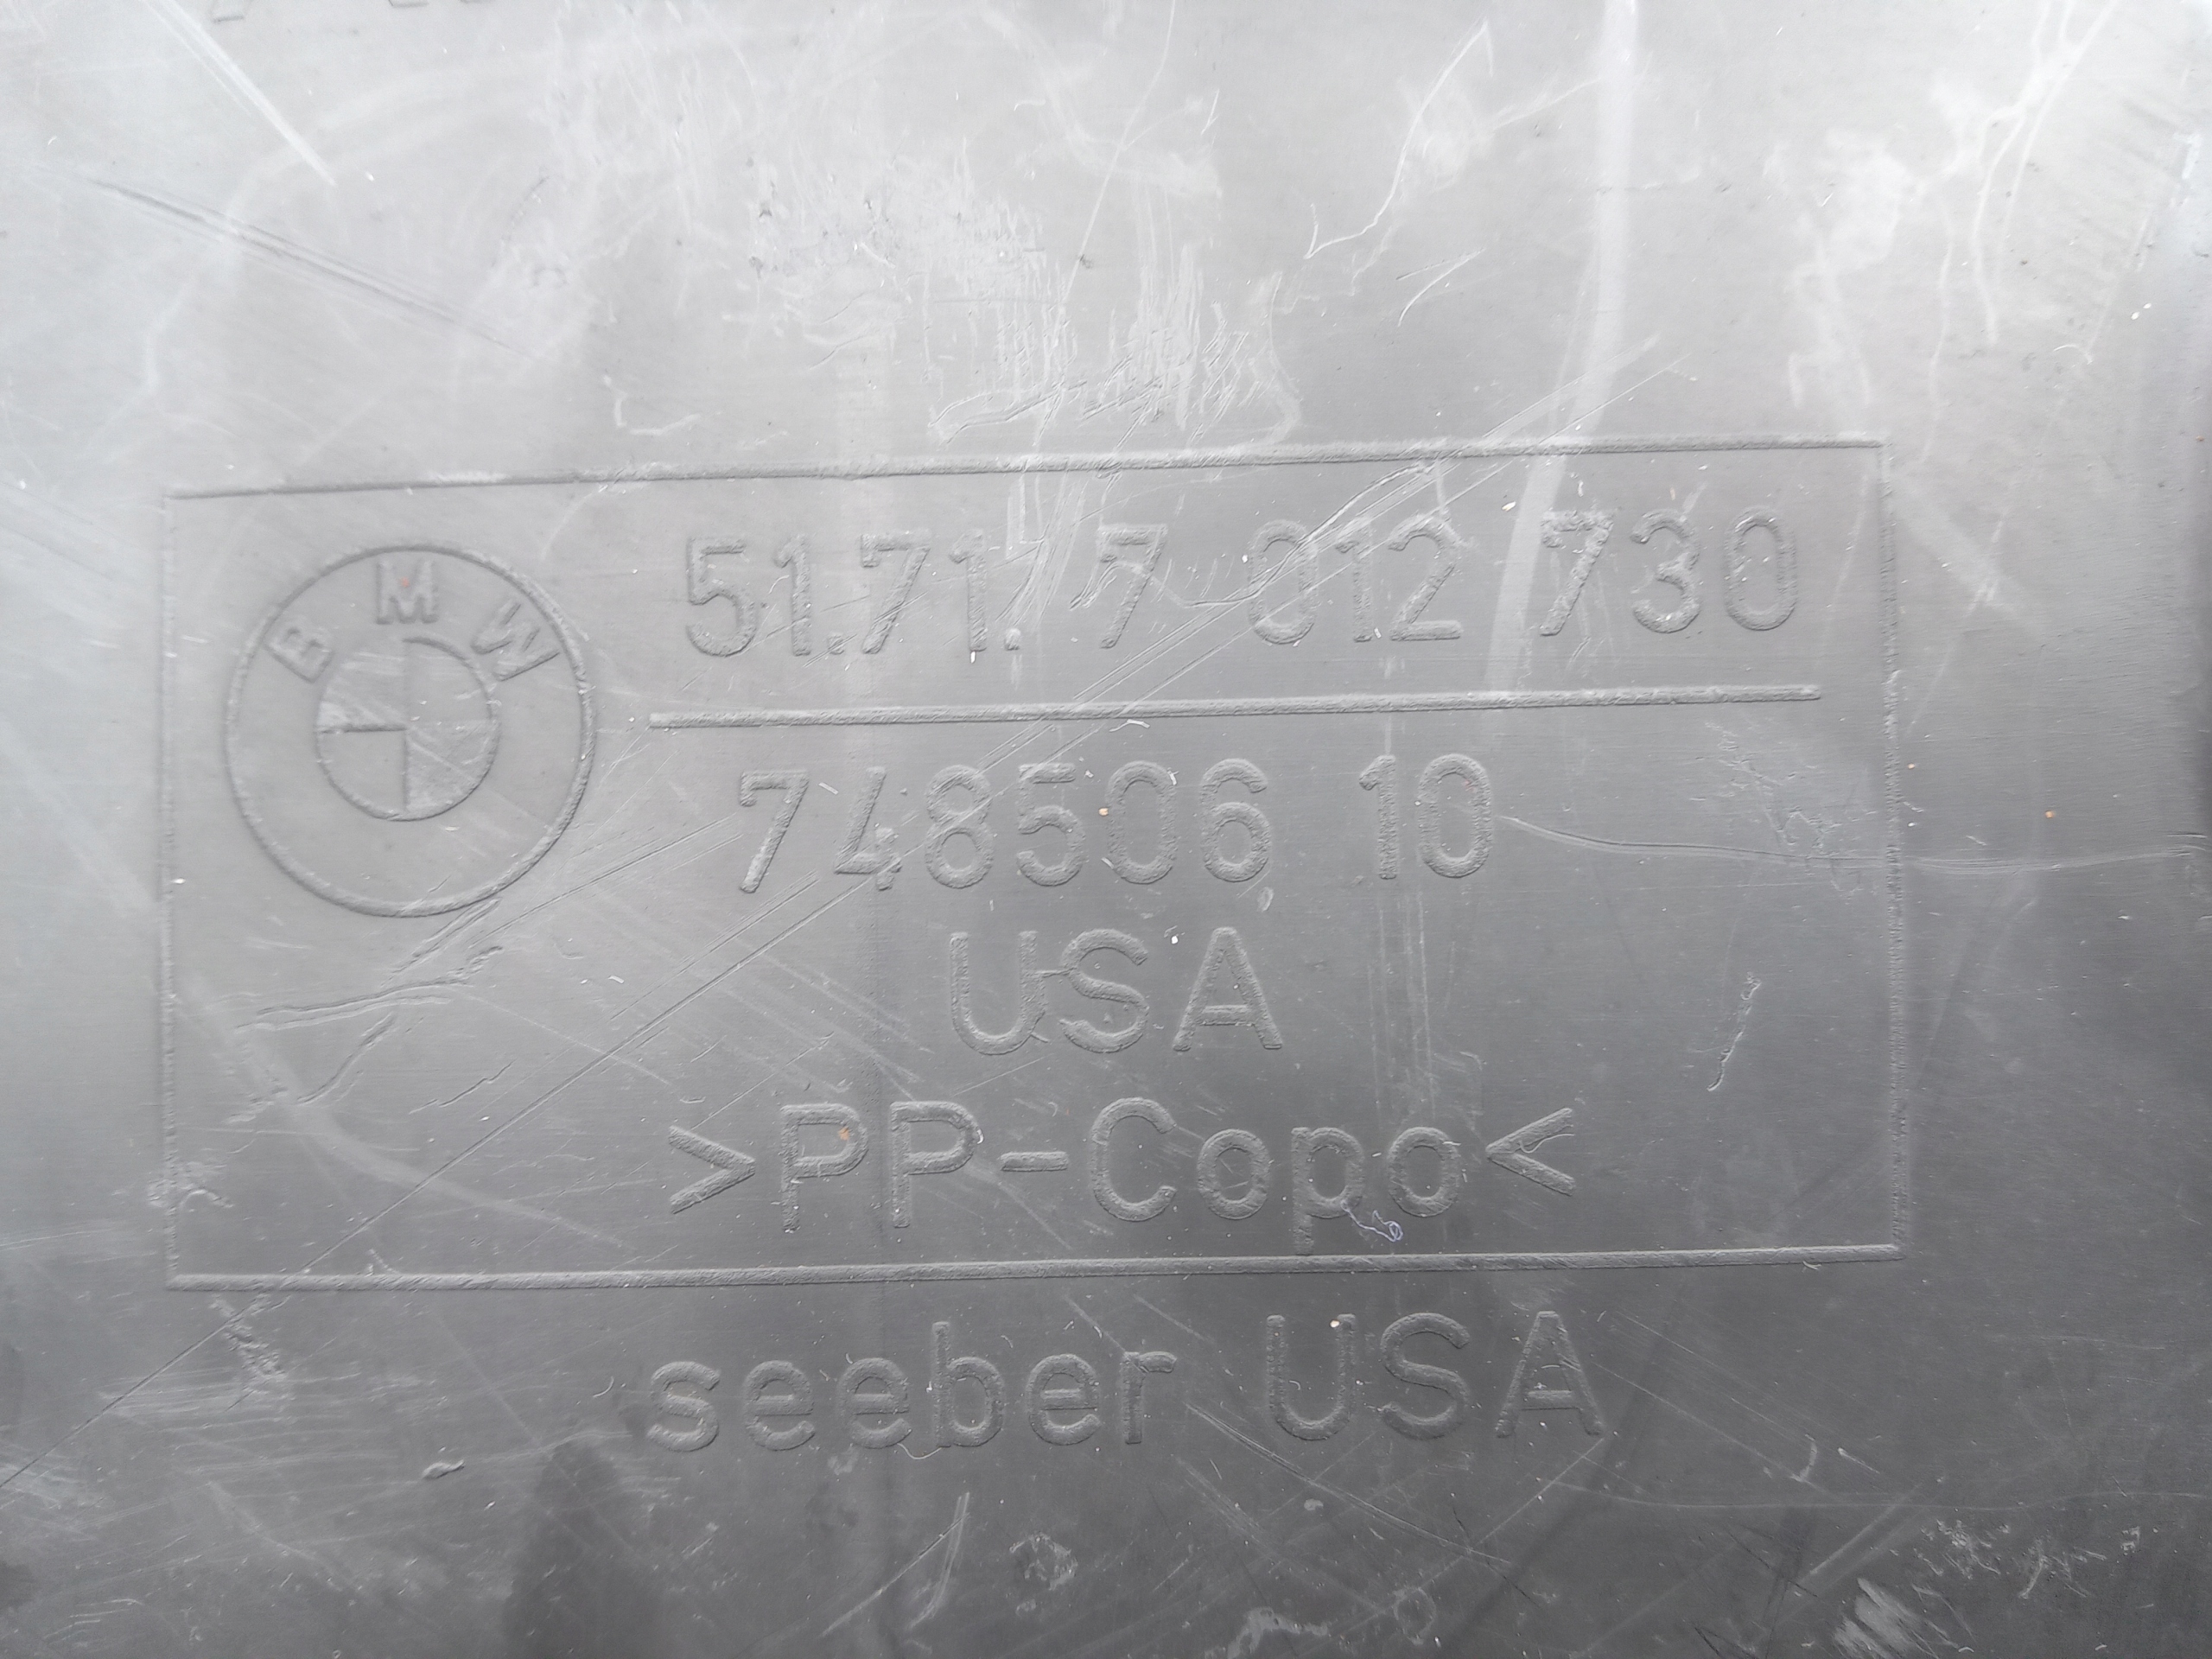 BMW
51.71. 7 012 730
748506 10
USA
>PP-Copo<
seeber USA